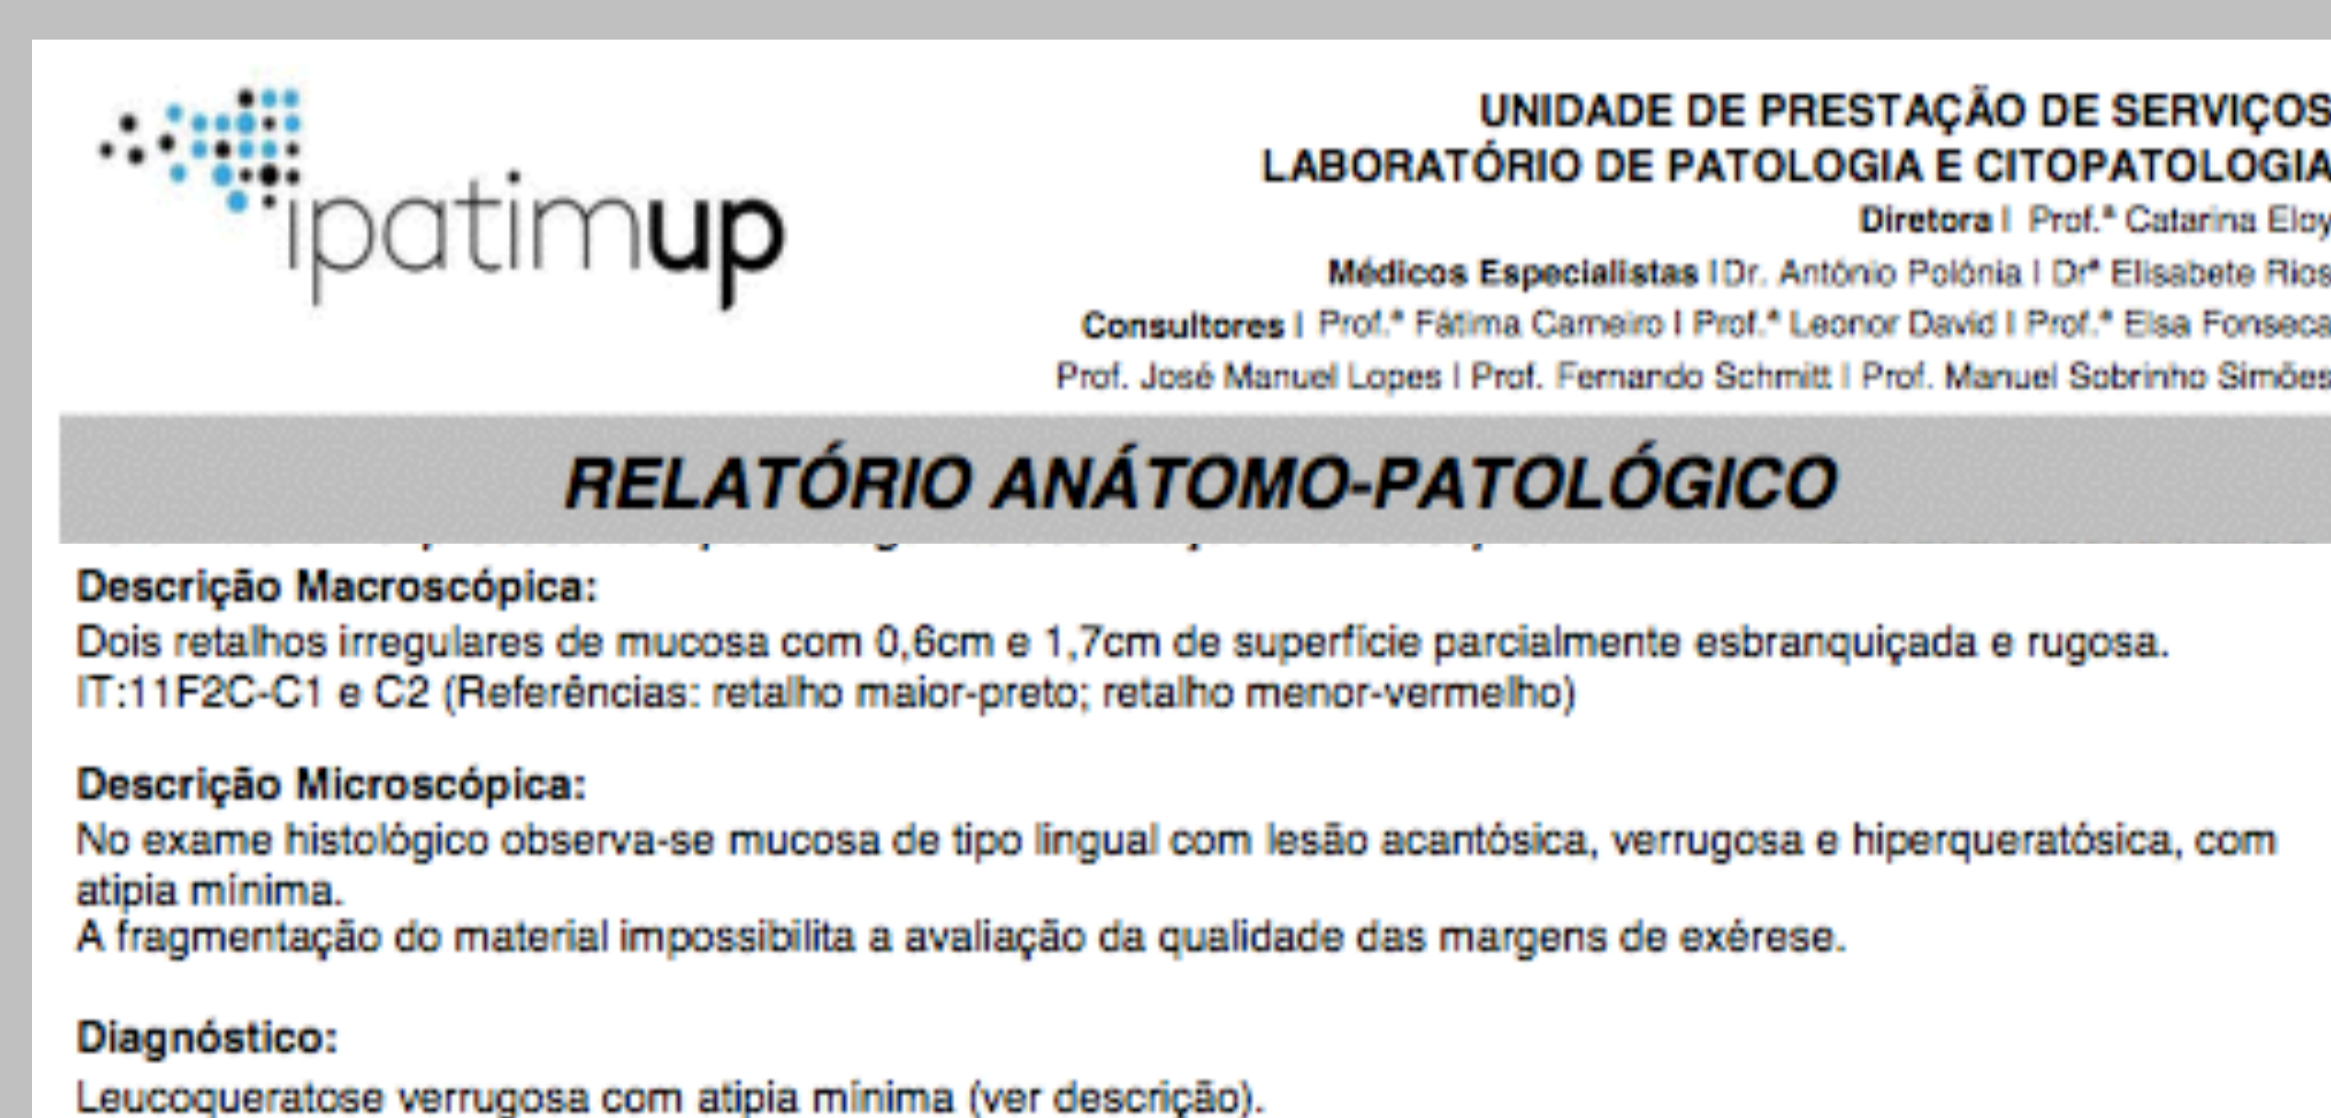 ipatimup
UNIDADE DE PRESTAÇÃO DE SERVIÇOS
LABORATÓRIO DE PATOLOGIA E CITOPATOLOGIA
Diretora | Prof.ª Catarina Eloy
Médicos Especialistas | Dr. António Polónia | Drª Elisabete Rios
Consultores | Prof.ª Fátima Carneiro | Prof.ª Leonor David | Prof.ª Elsa Fonseca
Prof. José Manuel Lopes | Prof. Fernando Schmitt | Prof. Manuel Sobrinho Simões
RELATÓRIO ANÁTOMO-PATOLÓGICO
Descrição Macroscópica:
Dois retalhos irregulares de mucosa com 0,6cm e 1,7cm de superfície parcialmente esbranquiçada e rugosa.
IT:11F2C-C1 e C2 (Referências: retalho maior-preto; retalho menor-vermelho)
Descrição Microscópica:
No exame histológico observa-se mucosa de tipo lingual com lesão acantósica, verrugosa e hiperqueratósica, com
atipia mínima.
A fragmentação do material impossibilita a avaliação da qualidade das margens de exérese.
Diagnóstico:
Leucoqueratose verrugosa com atipia mínima (ver descrição).